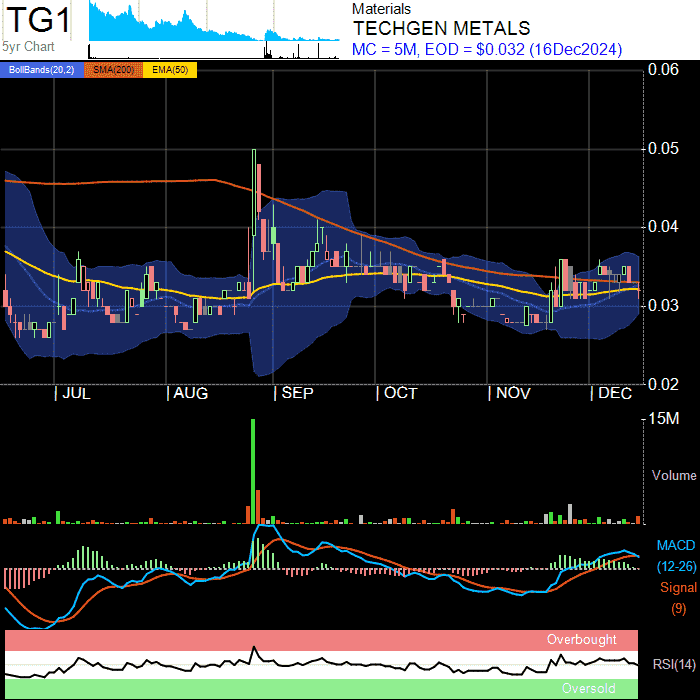 TG1
5yr Chart
Materials
TECHGEN METALS
MC = 5M, EOD = $0.032 (16Dec2024)
BollBands(20,2) SMA(200) EMA(50)
0.06
0.05
0.04
0.03
0.02
| JUL | AUG | SEP | OCT | NOV | DEC
15M
Volume
MACD
(12-26)
Signal
(9)
Overbought
RSI(14)
Oversold